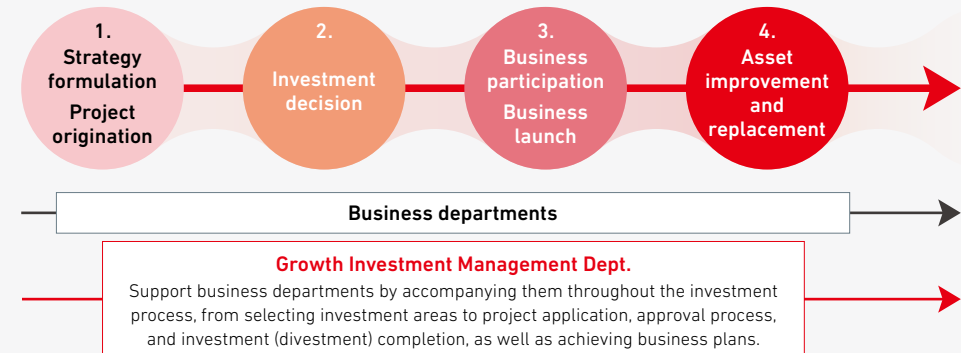 1.
Strategy
formulation
Project
origination
2.
Investment
decision
3.
Business
participation
Business
launch
4.
Asset
improvement
and
replacement
Business departments
Growth Investment Management Dept.
Support business departments by accompanying them throughout the investment
process, from selecting investment areas to project application, approval process,
and investment (divestment) completion, as well as achieving business plans.